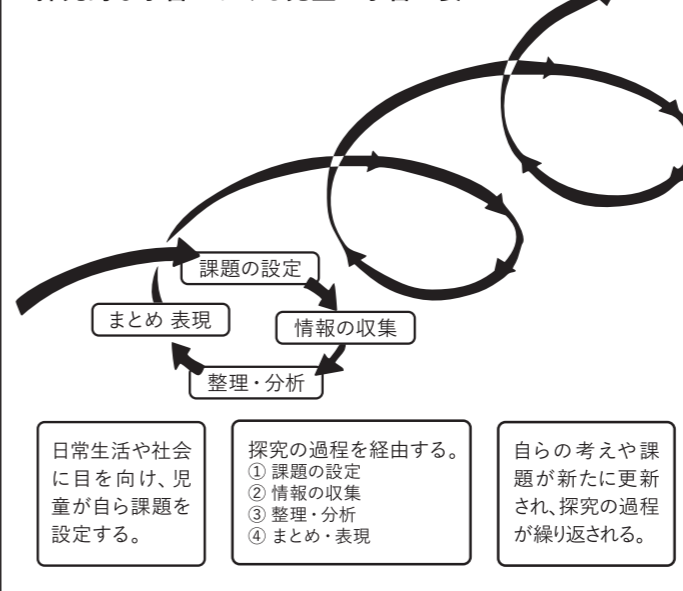 課題の設定
まとめ 表現
情報の収集
整理・分析
日常生活や社会
に目を向け、児
童が自ら課題を
設定する。
探究の過程を経由する。
① 課題の設定
② 情報の収集
③ 整理・分析
④ まとめ・表現
自らの考えや課
題が新たに更新
され、探究の過程
が繰り返される。